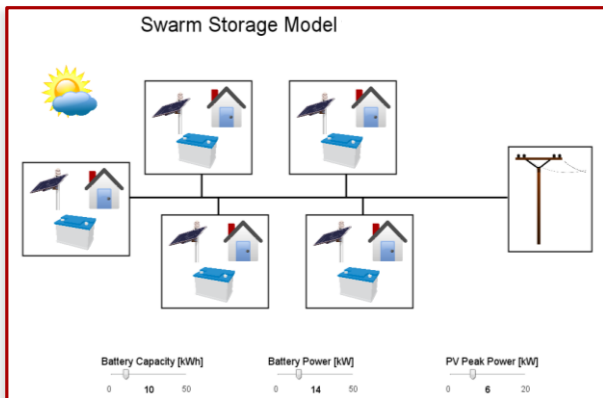 Swarm Storage Model
Battery Capacity [kWh] Battery Power [kW] PV Peak Power [kW]
0 10 50 0 14 50 0 6 20